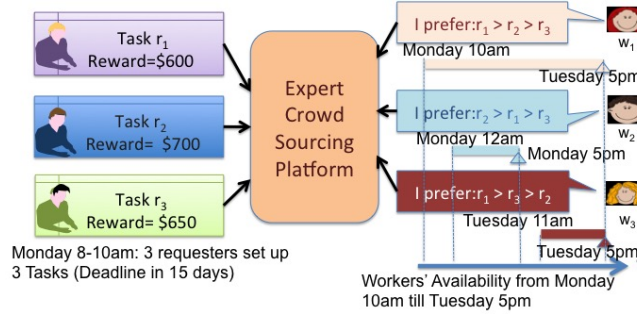 Task r1
Reward=$600
Task r2
Reward= $700
Task r3
Reward= $650
Monday 8-10am: 3 requesters set up
3 Tasks (Deadline in 15 days)
Expert
Crowd
Sourcing
Platform
I prefer:r1 > r2 > r3
w1
Monday 10am
Tuesday 5pm
I prefer:r2 > r1 > r3
w2
Monday 12am
Monday 5pm
I prefer:r1 > r3 > r2
w3
Tuesday 11am
Tuesday 5pm
Workers' Availability from Monday
10am till Tuesday 5pm